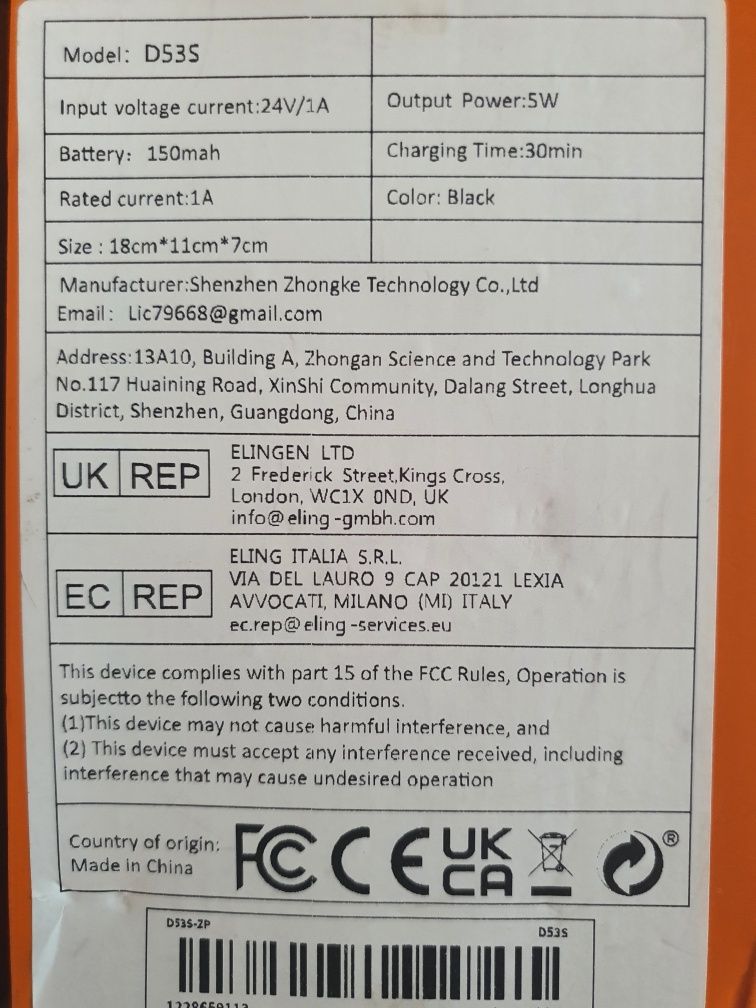 Model: D53S
Input voltage current:24V/1A
Output Power:5W
Battery: 150mah
Charging Time:30min
Rated current:1A
Color: Black
Size : 18cm*11cm*7cm
Manufacturer:Shenzhen Zhongke Technology Co.,Ltd
Email: Lic79668@gmail.com
Address:13A10, Building A, Zhongan Science and Technology Park
No.117 Huaining Road, XinShi Community, Dalang Street, Longhua
District, Shenzhen, Guangdong, China
UK REP
ELINGEN LTD
2 Frederick Street,Kings Cross,
London, WC1X 0ND, UK
info@eling-gmbh.com
EC REP
ELING ITALIA S.R.L.
VIA DEL LAURO 9 CAP 20121 LEXIA
AVVOCATI, MILANO (MI) ITALY
ec.rep@eling-services.eu
This device complies with part 15 of the FCC Rules, Operation is
subjectto the following two conditions.
(1)This device may not cause harmful interference, and
(2) This device must accept any interference received, including
interference that may cause undesired operation
Country of origin:
Made in China
FC CE UK
CA
®
D53S-ZP
D53S